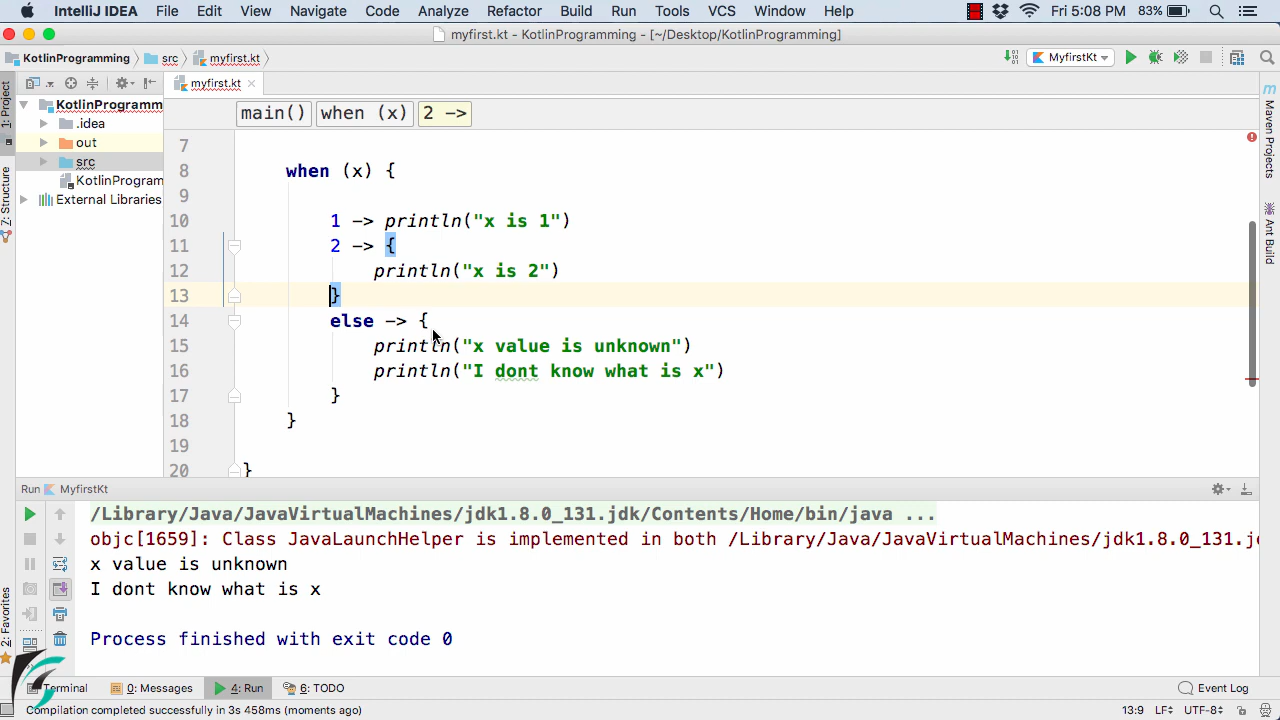 IntelliJ IDEA File Edit View Navigate Code Analyze Refactor Build Run Tools VCS Window Help Fri 5:08 PM 83%
myfirst.kt - KotlinProgramming - [~/Desktop/KotlinProgramming]
KotlinProgramming src myfirst.kt MyfirstKt
myfirst.kt
1: Project
7: Structure
2: Favorites
KotlinProgramm
.idea
out
src
KotlinProgram
External Libraries
main() when (x) 2 ->
7
8 when (x) {
9
10 1 -> println("x is 1")
11 2 -> {
12 println("x is 2")
13 }
14 else -> {
15 println("x value is unknown")
16 println("I dont know what is x")
17 }
18 }
19
20 }
Maven Projects
Ant Build
Run MyfirstKt
/Library/Java/JavaVirtualMachines/jdk1.8.0_131.jdk/Contents/Home/bin/java ...
objc[1659]: Class JavaLaunchHelper is implemented in both /Library/Java/JavaVirtualMachines/jdk1.8.0_131.jd
x value is unknown
I dont know what is x
Process finished with exit code 0
Terminal 0: Messages 4: Run 6: TODO Event Log
Compilation completed successfully in 3s 458ms (moments ago) 13:9 LF UTF-8